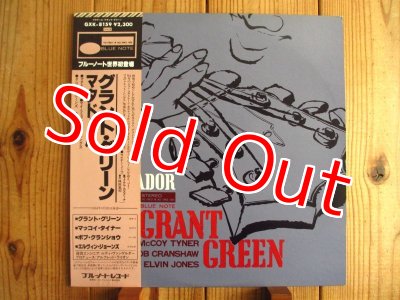 GXK-8159 ¥2,300
BLUE NOTE
ブルーノート世界初登場
グラント・グリーン
マタド
●グラント・グリーン
●マッコイ・タイナー
●ボブ・クランショウ
●エルヴィン・ジョーンズ
ブルーノート・レコード
ADOR
STEREO
BLUE NOTE
GRANT
McCOY TYNER
GREEN
OB CRANSHAW
ELVIN JONES
Sold Out